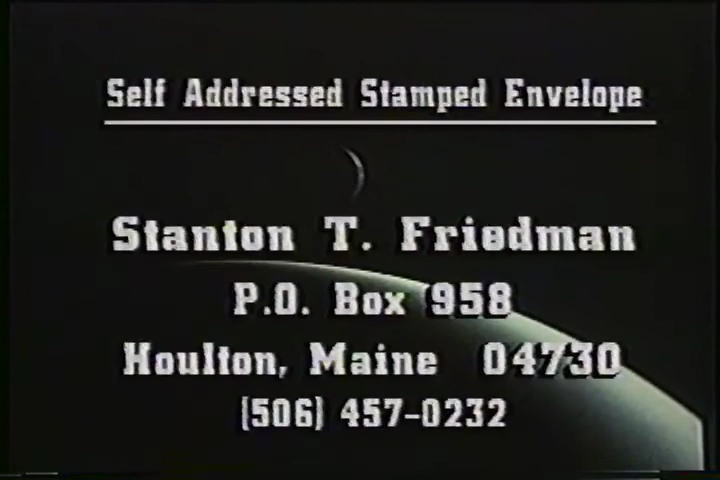 Self Addressed Stamped Envelope
Stanton T. Friedman
P.O. Box 958
Houlton, Maine 04730
(506) 457-0232